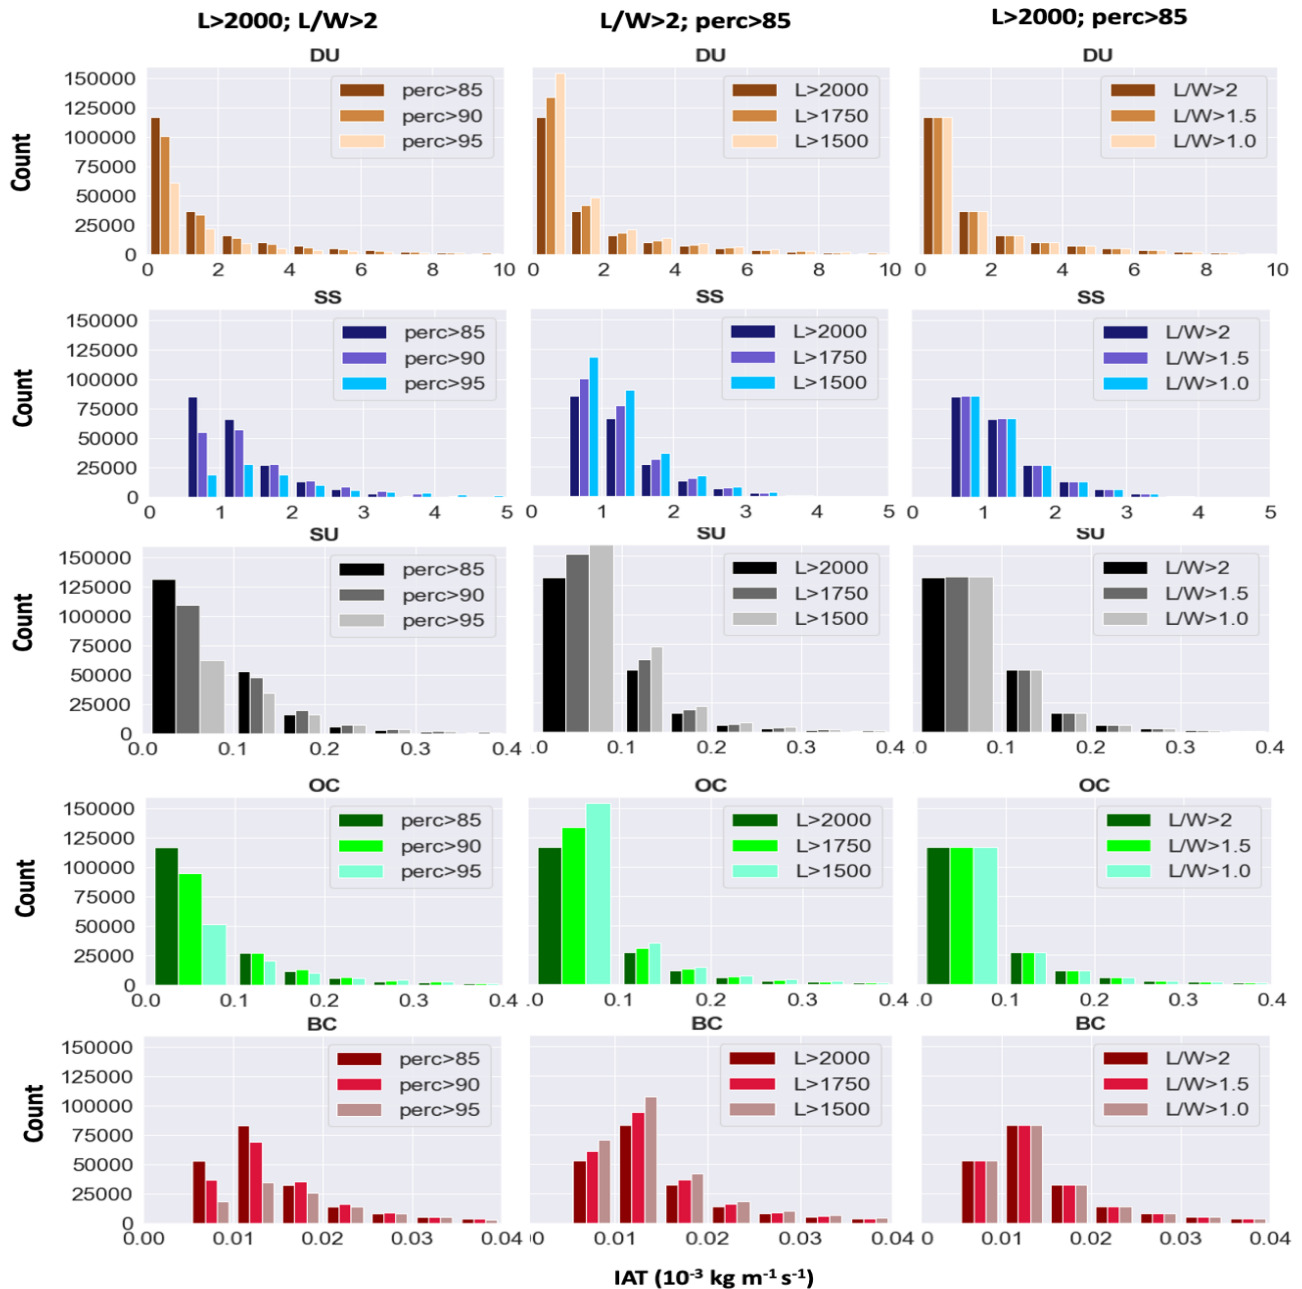 L>2000; L/W>2
L/W>2; perc>85
L>2000; perc>85
DU
DU
DU
Count
150000
125000
100000
75000
50000
25000
0
perc>85
perc>90
perc>95
L>2000
L>1750
L>1500
L/W>2
L/W>1.5
L/W>1.0
0 2 4 6 8 10
0 2 4 6 8 10
0 2 4 6 8 10
SS
SS
SS
Count
150000
125000
100000
75000
50000
25000
0
perc>85
perc>90
perc>95
L>2000
L>1750
L>1500
L/W>2
L/W>1.5
L/W>1.0
0 1 2 3 4 5
0 1 2 3 4 5
0 1 2 3 4 5
SU
SU
SU
Count
150000
125000
100000
75000
50000
25000
0
perc>85
perc>90
perc>95
L>2000
L>1750
L>1500
L/W>2
L/W>1.5
L/W>1.0
0.0 0.1 0.2 0.3 0.4
.0 0.1 0.2 0.3 0.4
0 0.1 0.2 0.3 0.4
OC
OC
OC
Count
150000
125000
100000
75000
50000
25000
0
perc>85
perc>90
perc>95
L>2000
L>1750
L>1500
L/W>2
L/W>1.5
L/W>1.0
0.0 0.1 0.2 0.3 0.4
.0 0.1 0.2 0.3 0.4
.0 0.1 0.2 0.3 0.4
BC
BC
BC
Count
150000
125000
100000
75000
50000
25000
0
perc>85
perc>90
perc>95
L>2000
L>1750
L>1500
L/W>2
L/W>1.5
L/W>1.0
0.00 0.01 0.02 0.03 0.04
00 0.01 0.02 0.03 0.04
0 0.01 0.02 0.03 0.04
IAT (10⁻³ kg m⁻¹ s⁻¹)